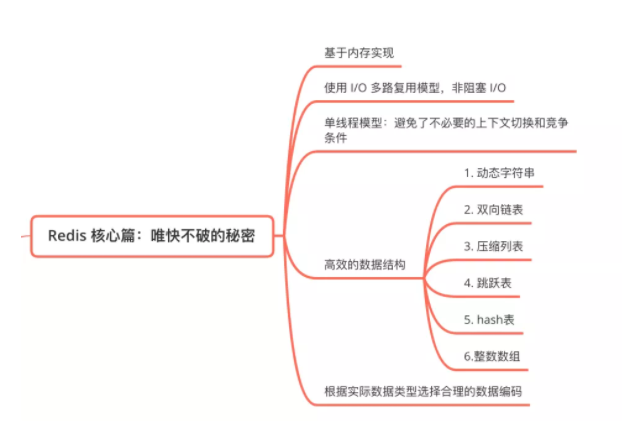 基于内存实现
使用 I/O 多路复用模型，非阻塞 I/O
单线程模型：避免了不必要的上下文切换和竞争
条件
Redis 核心篇：唯快不破的秘密
高效的数据结构
1. 动态字符串
2. 双向链表
3. 压缩列表
4. 跳跃表
5. hash表
6.整数数组
根据实际数据类型选择合理的数据编码